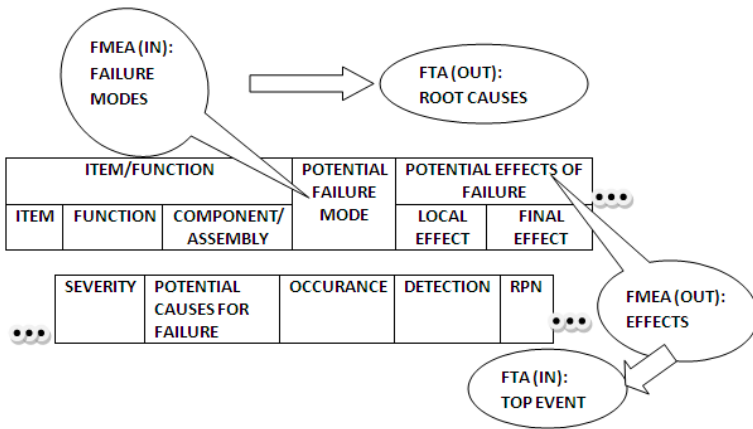 FMEA (IN):
FAILURE
MODES
FTA (OUT):
ROOT CAUSES
ITEM/FUNCTION
POTENTIAL
FAILURE
MODE
POTENTIAL EFFECTS OF
FAILURE
ITEM
FUNCTION
COMPONENT/
ASSEMBLY
LOCAL
EFFECT
FINAL
EFFECT
SEVERITY
POTENTIAL
CAUSES FOR
FAILURE
OCCURANCE
DETECTION
RPN
FMEA (OUT):
EFFECTS
FTA (IN):
TOP EVENT